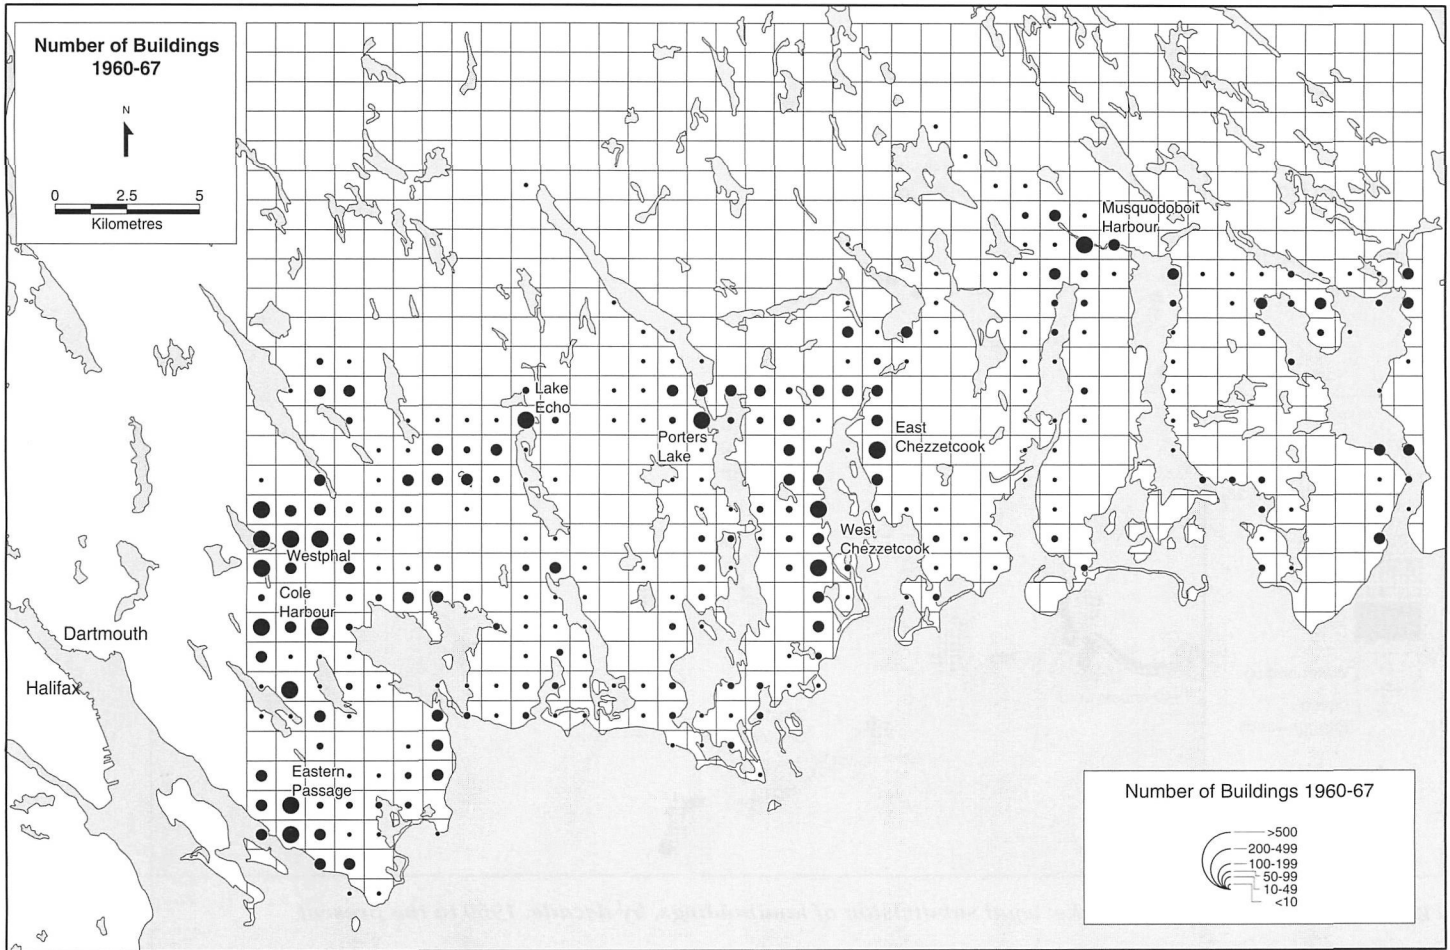 Number of Buildings
1960-67
N
0 2.5 5
Kilometres
Musquodoboit
Harbour
Lake
Echo
Porters
Lake
East
Chezzetcook
West
Chezzetcook
Westphal
Cole
Harbour
Dartmouth
Halifax
Eastern
Passage
Number of Buildings 1960-67
>500
200-499
100-199
50-99
10-49
<10